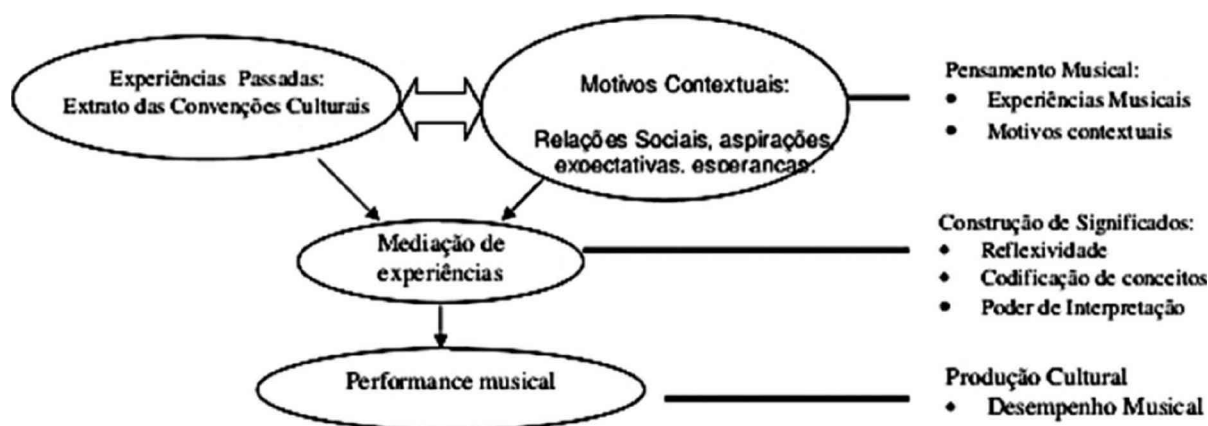 Experiências Passadas:
Extrato das Convenções Culturais
Motivos Contextuais:
Relações Sociais, aspirações,
expectativas, esperanças.
Mediação de
experiências
Performance musical
Pensamento Musical:
• Experiências Musicais
• Motivos contextuais
Construção de Significados:
• Reflexividade
• Codificação de conceitos
• Poder de Interpretação
Produção Cultural
• Desempenho Musical